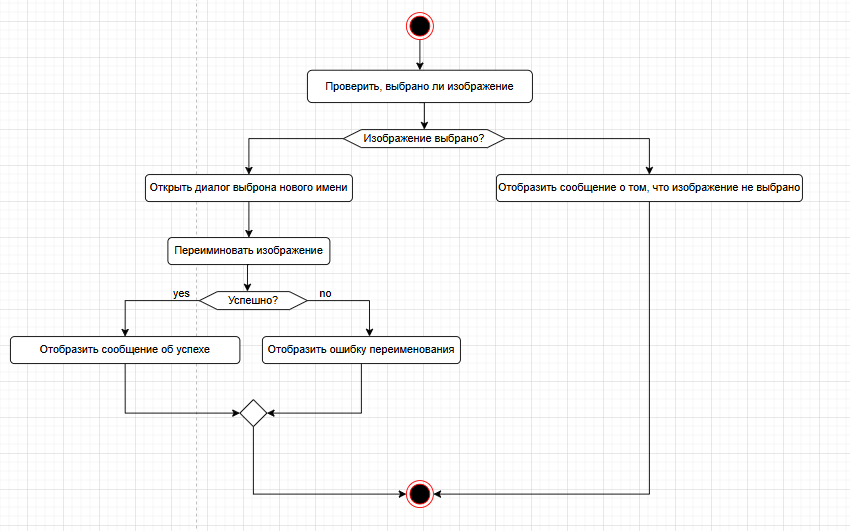 Проверить, выбрано ли изображение
Изображение выбрано?
Открыть диалог выброна нового имени
Отобразить сообщение о том, что изображение не выбрано
Переиминовать изображение
yes
Успешно?
no
Отобразить сообщение об успехе
Отобразить ошибку переименования